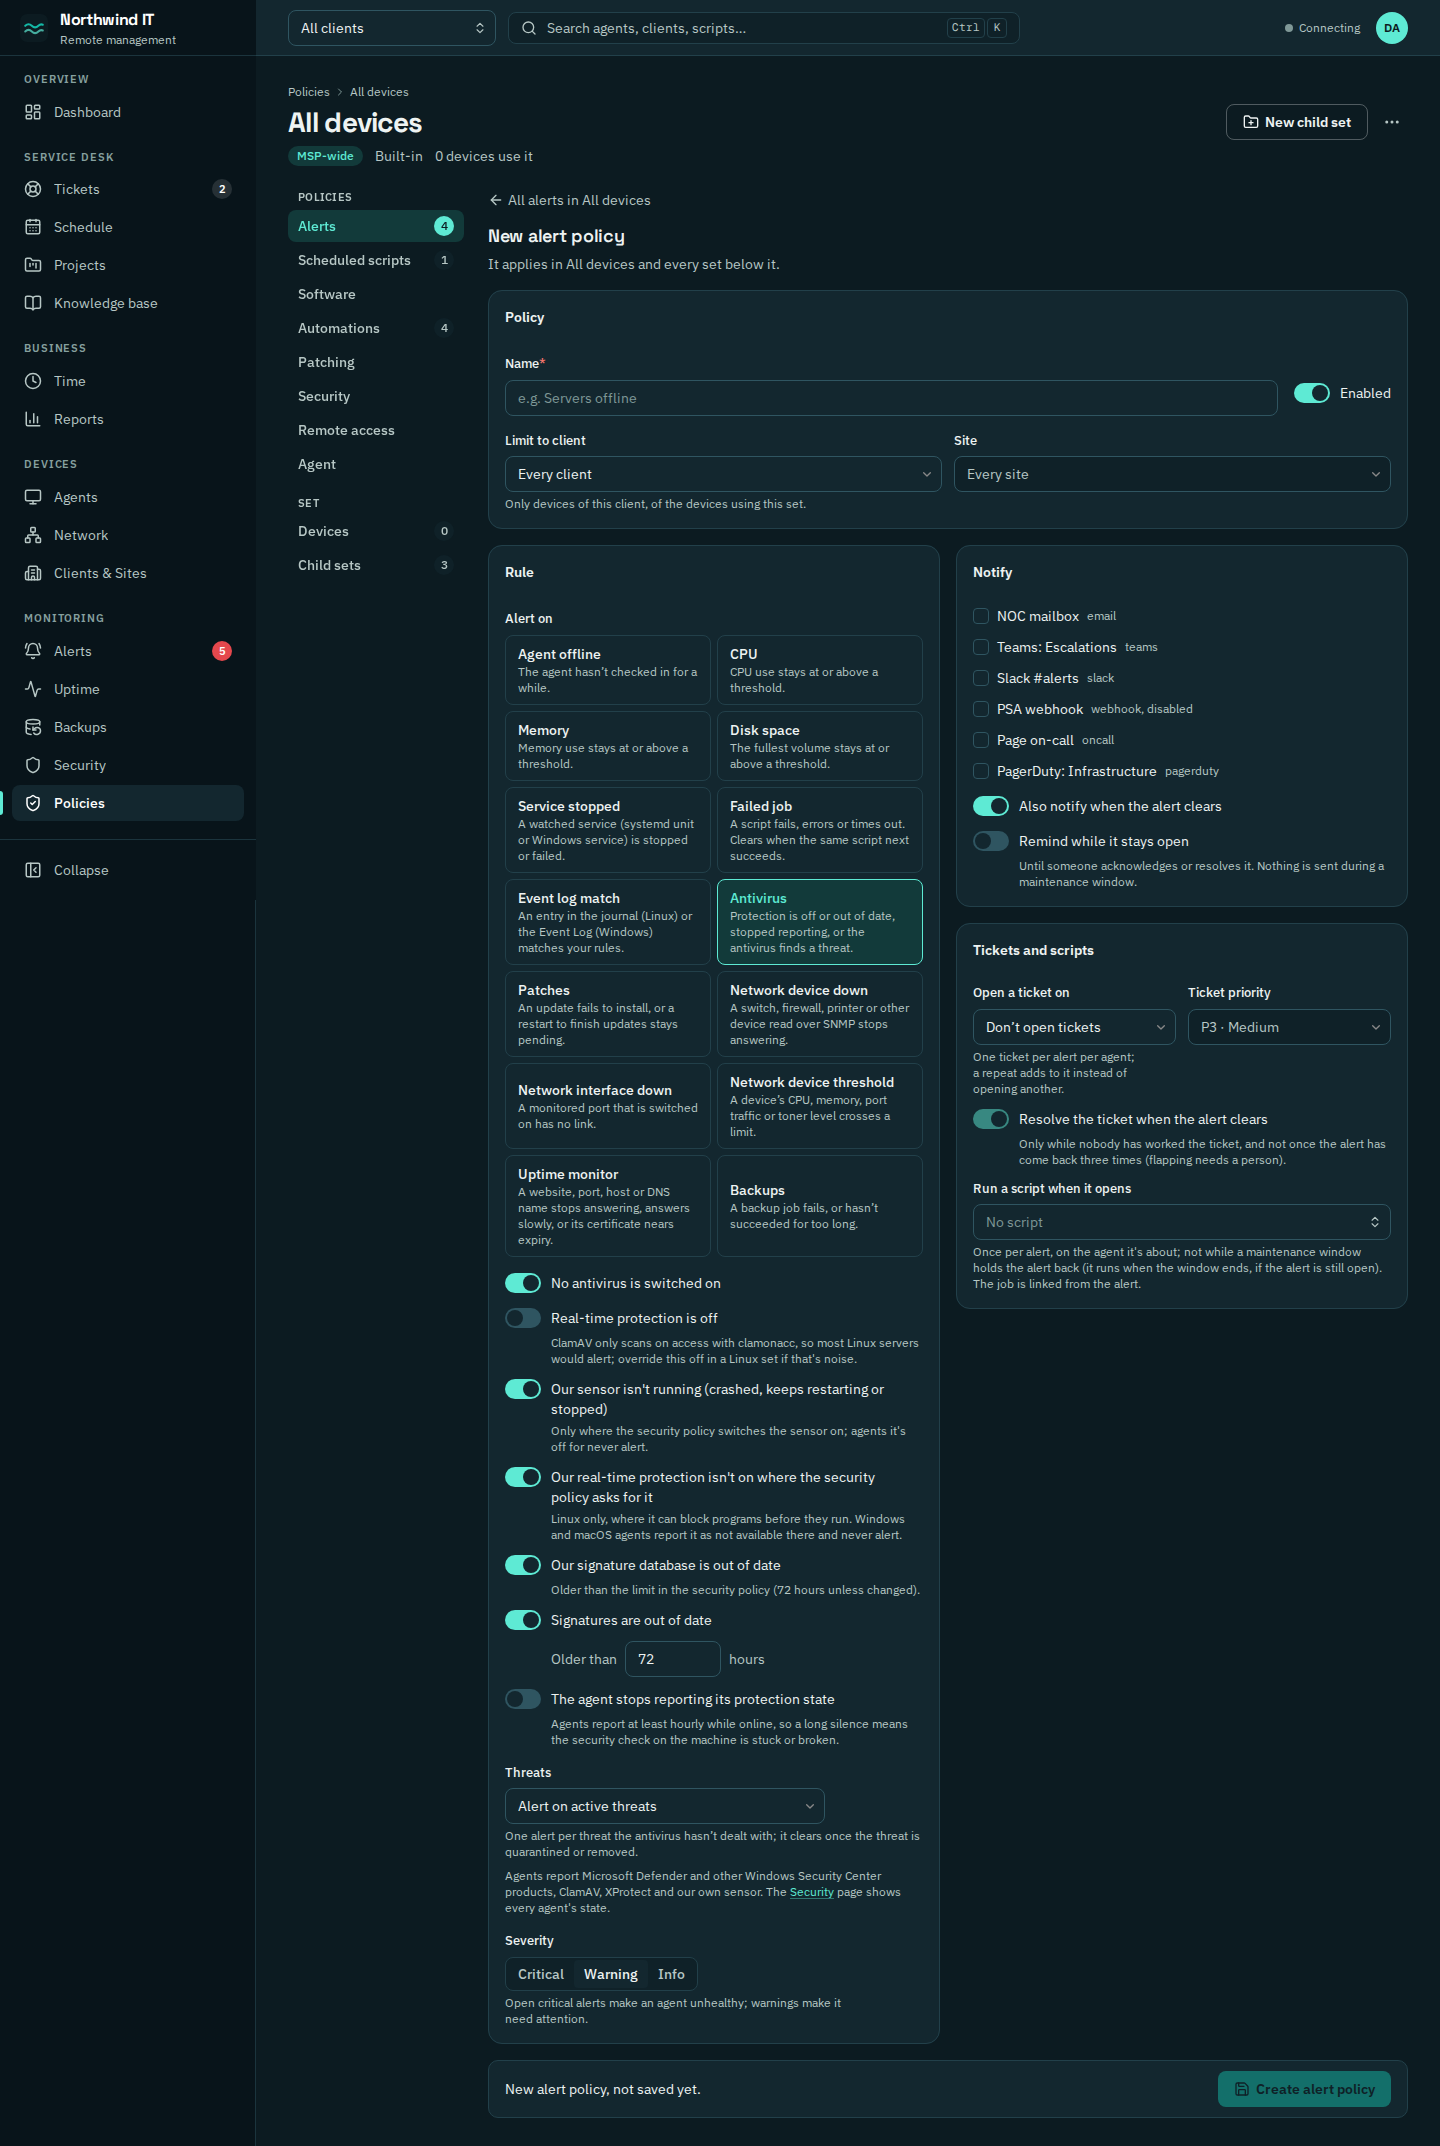 Northwind IT
Remote management
All clients
Search agents, clients, scripts...
Ctrl K
Connecting
DA
OVERVIEW
Dashboard
SERVICE DESK
Tickets 2
Schedule
Projects
Knowledge base
BUSINESS
Time
Reports
DEVICES
Agents
Network
Clients & Sites
MONITORING
Alerts 5
Uptime
Backups
Security
Policies
Collapse
Policies > All devices
All devices
New child set
MSP-wide Built-in 0 devices use it
POLICIES
Alerts 4
Scheduled scripts 1
Software
Automations 4
Patching
Security
Remote access
Agent
SET
Devices 0
Child sets 3
All alerts in All devices
New alert policy
It applies in All devices and every set below it.
Policy
Name*
e.g. Servers offline
Enabled
Limit to client
Every client
Only devices of this client, of the devices using this set.
Site
Every site
Rule
Alert on
Agent offline
The agent hasn't checked in for a
while.
CPU
CPU use stays at or above a
threshold.
Memory
Memory use stays at or above a
threshold.
Disk space
The fullest volume stays at or
above a threshold.
Service stopped
A watched service (systemd unit
or Windows service) is stopped
or failed.
Failed job
A script fails, errors or times out.
Clears when the same script next
succeeds.
Event log match
An entry in the journal (Linux) or
the Event Log (Windows)
matches your rules.
Antivirus
Protection is off or out of date,
stopped reporting, or the
antivirus finds a threat.
Patches
An update fails to install, or a
restart to finish updates stays
pending.
Network device down
A switch, firewall, printer or other
device read over SNMP stops
answering.
Network interface down
A monitored port that is switched
on has no link.
Network device threshold
A device's CPU, memory, port
traffic or toner level crosses a
limit.
Uptime monitor
A website, port, host or DNS
name stops answering, answers
slowly, or its certificate nears
expiry.
Backups
A backup job fails, or hasn't
succeeded for too long.
No antivirus is switched on
Real-time protection is off
ClamAV only scans on access with clamonacc, so most Linux servers
would alert; override this off in a Linux set if that's noise.
Our sensor isn't running (crashed, keeps restarting or
stopped)
Only where the security policy switches the sensor on; agents it's
off for never alert.
Our real-time protection isn't on where the security
policy asks for it
Linux only, where it can block programs before they run. Windows
and macOS agents report it as not available there and never alert.
Our signature database is out of date
Older than the limit in the security policy (72 hours unless changed).
Signatures are out of date
Older than 72 hours
The agent stops reporting its protection state
Agents report at least hourly while online, so a long silence means
the security check on the machine is stuck or broken.
Threats
Alert on active threats
One alert per threat the antivirus hasn't dealt with; it clears once the threat is
quarantined or removed.
Agents report Microsoft Defender and other Windows Security Center
products, ClamAV, XProtect and our own sensor. The Security page shows
every agent's state.
Severity
Critical Warning Info
Open critical alerts make an agent unhealthy; warnings make it
need attention.
Notify
NOC mailbox email
Teams: Escalations teams
Slack #alerts slack
PSA webhook webhook, disabled
Page on-call oncall
PagerDuty: Infrastructure pagerduty
Also notify when the alert clears
Remind while it stays open
Until someone acknowledges or resolves it. Nothing is sent during a
maintenance window.
Tickets and scripts
Open a ticket on
Don't open tickets
One ticket per alert per agent;
a repeat adds to it instead of
opening another.
Ticket priority
P3 · Medium
Resolve the ticket when the alert clears
Only while nobody has worked the ticket, and not once the alert has
come back three times (flapping needs a person).
Run a script when it opens
No script
Once per alert, on the agent it's about; not while a maintenance window
holds the alert back (it runs when the window ends, if the alert is still open).
The job is linked from the alert.
New alert policy, not saved yet.
Create alert policy